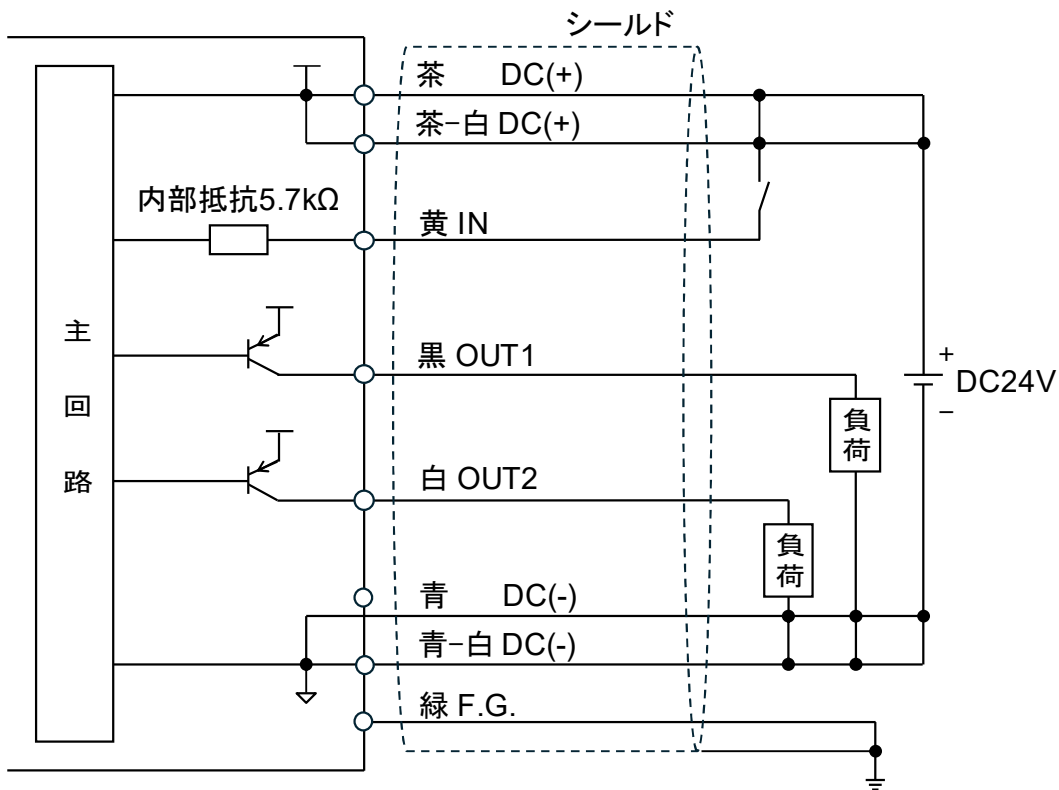 シールド
茶 DC(+)
茶-白 DC(+)
内部抵抗5.7kΩ
黄 IN
主回路
黒 OUT1
+
DC24V
−
負荷
白 OUT2
負荷
青 DC(-)
青-白 DC(-)
緑 F.G.